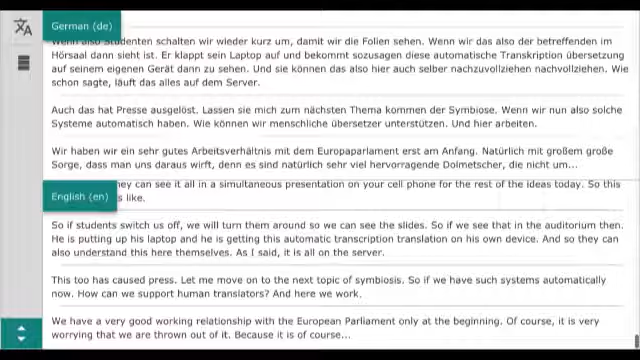 German (de)
Wenn also Studenten schalten wir wieder kurz um, damit wir die Folien sehen. Wenn wir das also der betreffenden im
Hörsaal dann sieht ist. Er klappt sein Laptop auf und bekommt sozusagen diese automatische Transkription übersetzung
auf seinem eigenen Gerät dann zu sehen. Und sie können das also hier auch selber nachzuvollziehen nachvollziehen. Wie
schon sagte, läuft das alles auf dem Server.
Auch das hat Presse ausgelöst. Lassen sie mich zum nächsten Thema kommen der Symbiose. Wenn wir nun also solche
Systeme automatisch haben. Wie können wir menschliche übersetzer unterstützen. Und hier arbeiten.
Wir haben wir ein sehr gutes Arbeitsverhältnis mit dem Europaparlament erst am Anfang. Natürlich mit großem große
Sorge, dass man uns daraus wirft, denn es sind natürlich sehr viel hervorragende Dolmetscher, die nicht um...
they can see it all in a simultaneous presentation on your cell phone for the rest of the ideas today. So this
English (en)
s like.
So if students switch us off, we will turn them around so we can see the slides. So if we see that in the auditorium then.
He is putting up his laptop and he is getting this automatic transcription translation on his own device. And so they can
also understand this here themselves. As I said, it is all on the server.
This too has caused press. Let me move on to the next topic of symbiosis. So if we have such systems automatically
now. How can we support human translators? And here we work.
We have a very good working relationship with the European Parliament only at the beginning. Of course, it is very
worrying that we are thrown out of it. Because it is of course...